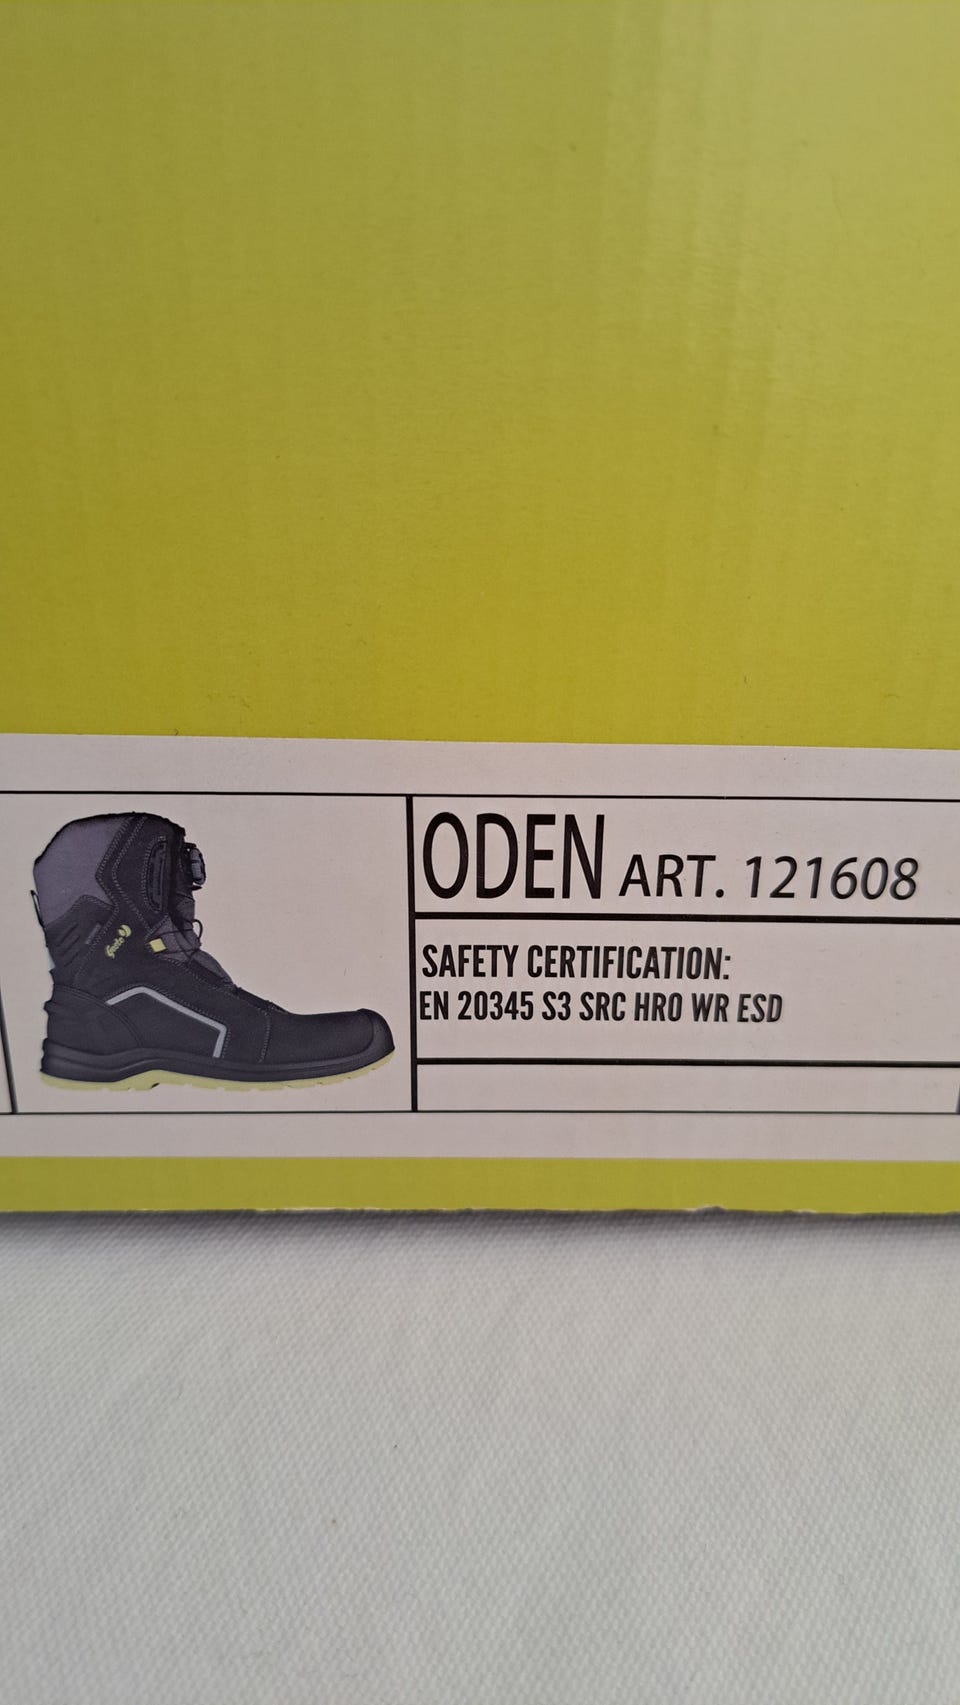 ODEN ART. 121608
SAFETY CERTIFICATION:
EN 20345 S3 SRC HRO WR ESD